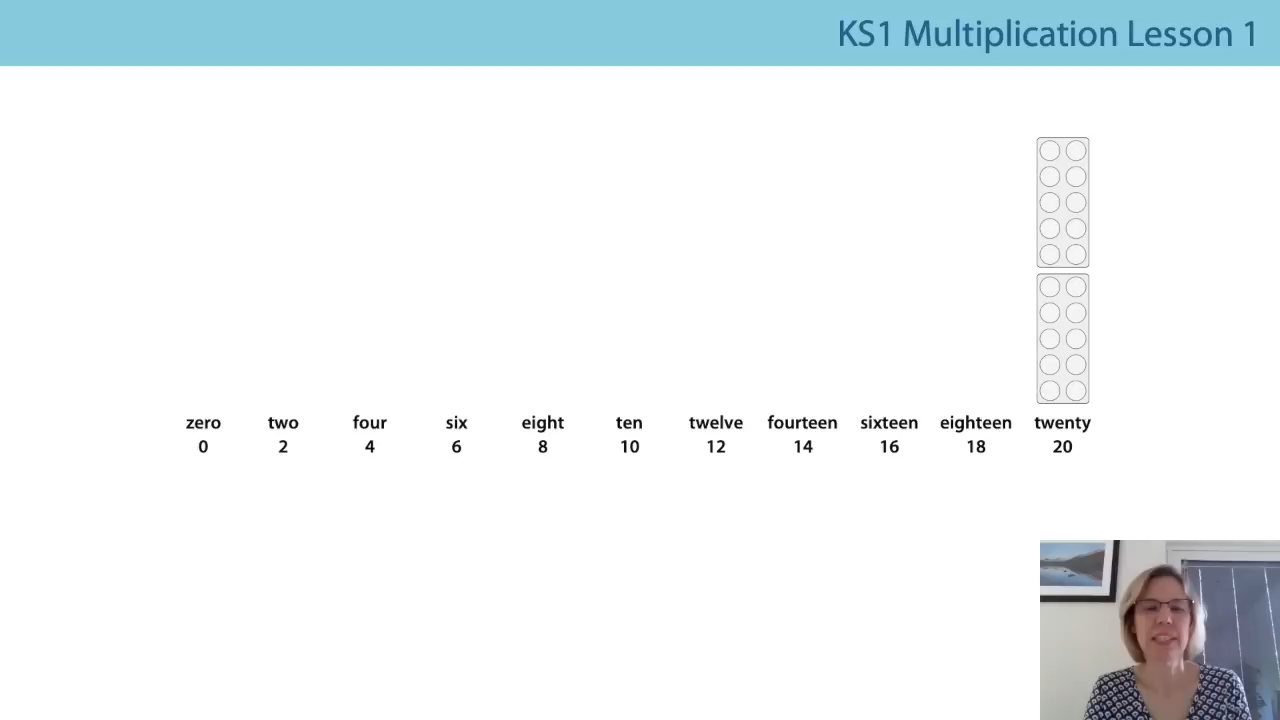 KS1 Multiplication Lesson 1
zero two four six eight ten twelve fourteen sixteen eighteen twenty
0 2 4 6 8 10 12 14 16 18 20